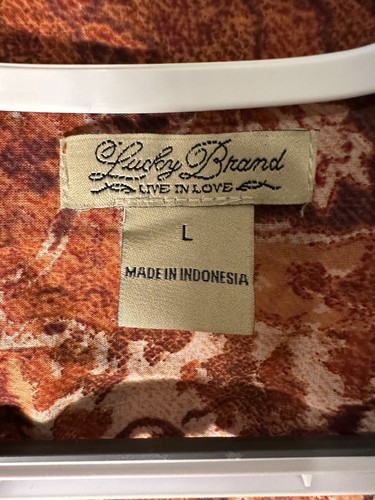 Lucky Brand
LIVE IN LOVE
L
MADE IN INDONESIA